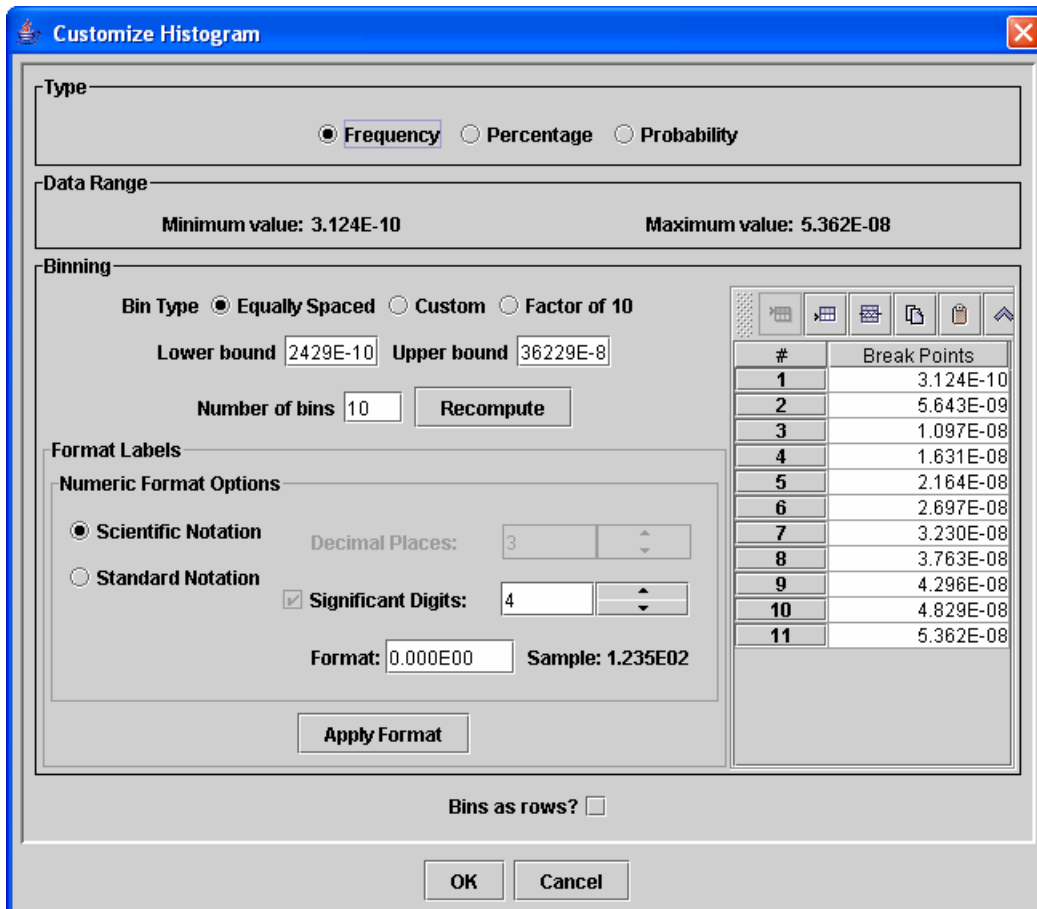 Customize Histogram
Type
Frequency Percentage Probability
Data Range
Minimum value: 3.124E-10 Maximum value: 5.362E-08
Binning
Bin Type Equally Spaced Custom Factor of 10
Lower bound 2429E-10 Upper bound 36229E-8
Number of bins 10 Recompute
Format Labels
Numeric Format Options
Scientific Notation
Standard Notation
Decimal Places: 3
Significant Digits: 4
Format: 0.000E00 Sample: 1.235E02
Apply Format
# Break Points
1 3.124E-10
2 5.643E-09
3 1.097E-08
4 1.631E-08
5 2.164E-08
6 2.697E-08
7 3.230E-08
8 3.763E-08
9 4.296E-08
10 4.829E-08
11 5.362E-08
Bins as rows?
OK Cancel